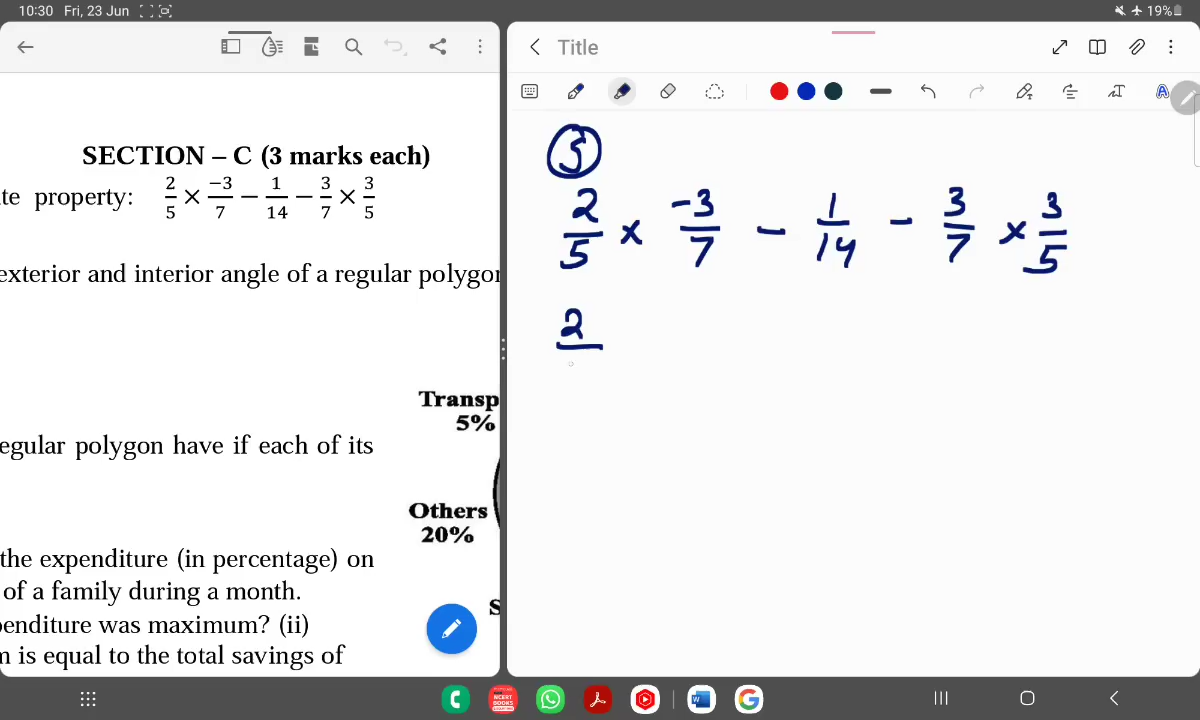 10:30 Fri, 23 Jun
19%
SECTION – C (3 marks each)
te property: 2/5 × −3/7 − 1/14 − 3/7 × 3/5
exterior and interior angle of a regular polygon
Transp
5%
egular polygon have if each of its
Others
20%
the expenditure (in percentage) on
of a family during a month.
penditure was maximum? (ii)
m is equal to the total savings of
S
Title
5
2/5 × -3/7 - 1/14 - 3/7 × 3/5
2